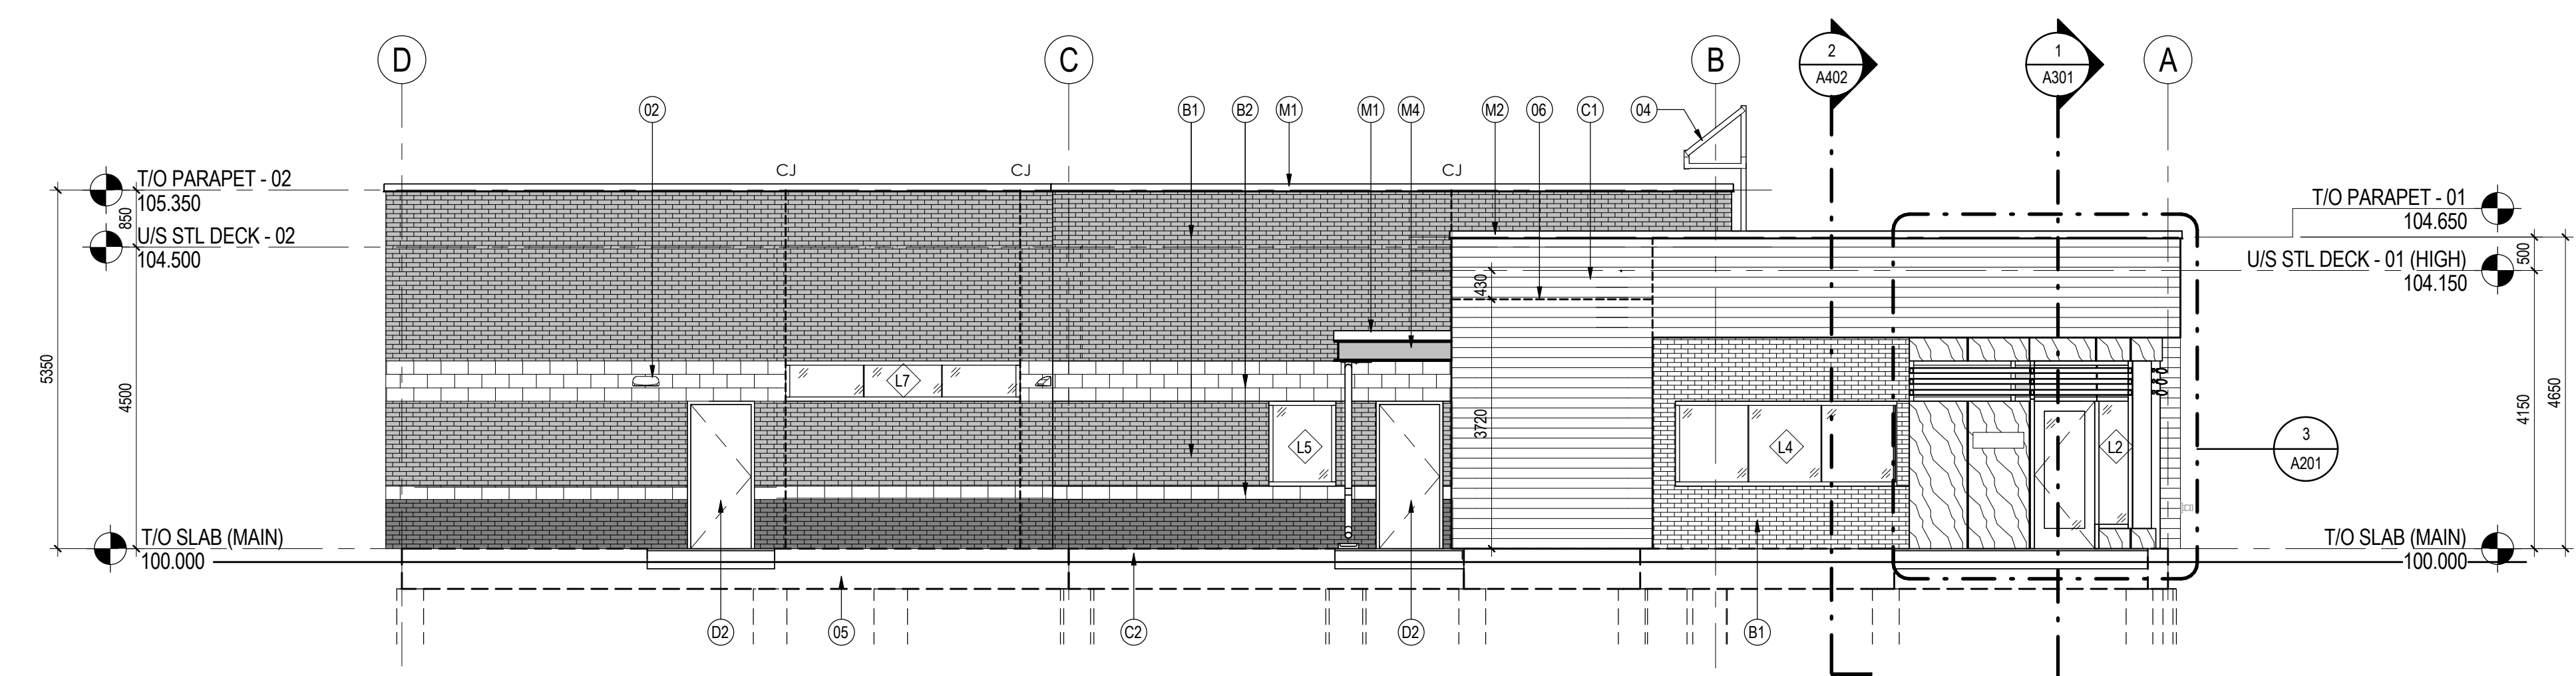 D
C
B
A
2
A402
1
A301
02
B1
B2
M1
M1
M4
M2
06
C1
04
CJ
CJ
CJ
T/O PARAPET - 02
105.350
850
U/S STL DECK - 02
104.500
T/O PARAPET - 01
104.650
500
U/S STL DECK - 01 (HIGH)
104.150
430
5350
4500
3720
4150
4650
L7
L5
L4
L2
3
A201
T/O SLAB (MAIN)
100.000
T/O SLAB (MAIN)
100.000
D2
05
C2
D2
B1